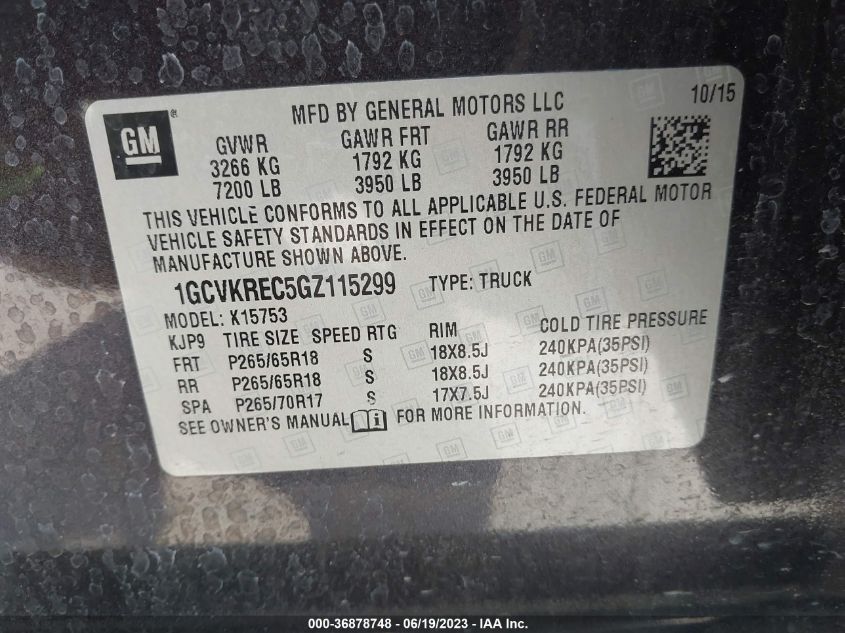 MFD BY GENERAL MOTORS LLC 10/15
GM ®
GVWR GAWR FRT GAWR RR
3266 KG 1792 KG 1792 KG
7200 LB 3950 LB 3950 LB
THIS VEHICLE CONFORMS TO ALL APPLICABLE U.S. FEDERAL MOTOR
VEHICLE SAFETY STANDARDS IN EFFECT ON THE DATE OF
MANUFACTURE SHOWN ABOVE.
1GCVKREC5GZ115299 TYPE: TRUCK
MODEL: K15753
KJP9 TIRE SIZE SPEED RTG RIM COLD TIRE PRESSURE
FRT P265/65R18 S 18X8.5J 240KPA(35PSI)
RR P265/65R18 S 18X8.5J 240KPA(35PSI)
SPA P265/70R17 S 17X7.5J 240KPA(35PSI)
SEE OWNER'S MANUAL i FOR MORE INFORMATION.
000-36878748 - 06/19/2023 - IAA Inc.